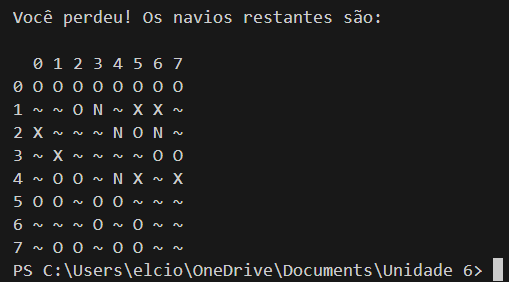 Você perdeu! Os navios restantes são:
  0 1 2 3 4 5 6 7
0 O O O O O O O O
1 ~ ~ O N ~ X X ~
2 X ~ ~ ~ N O N ~
3 ~ X ~ ~ ~ ~ O O
4 ~ O O ~ N X ~ X
5 O O ~ O O ~ ~ ~
6 ~ ~ ~ O ~ O ~ ~
7 ~ O O ~ O O ~ ~
PS C:\Users\elcio\OneDrive\Documents\Unidade 6>